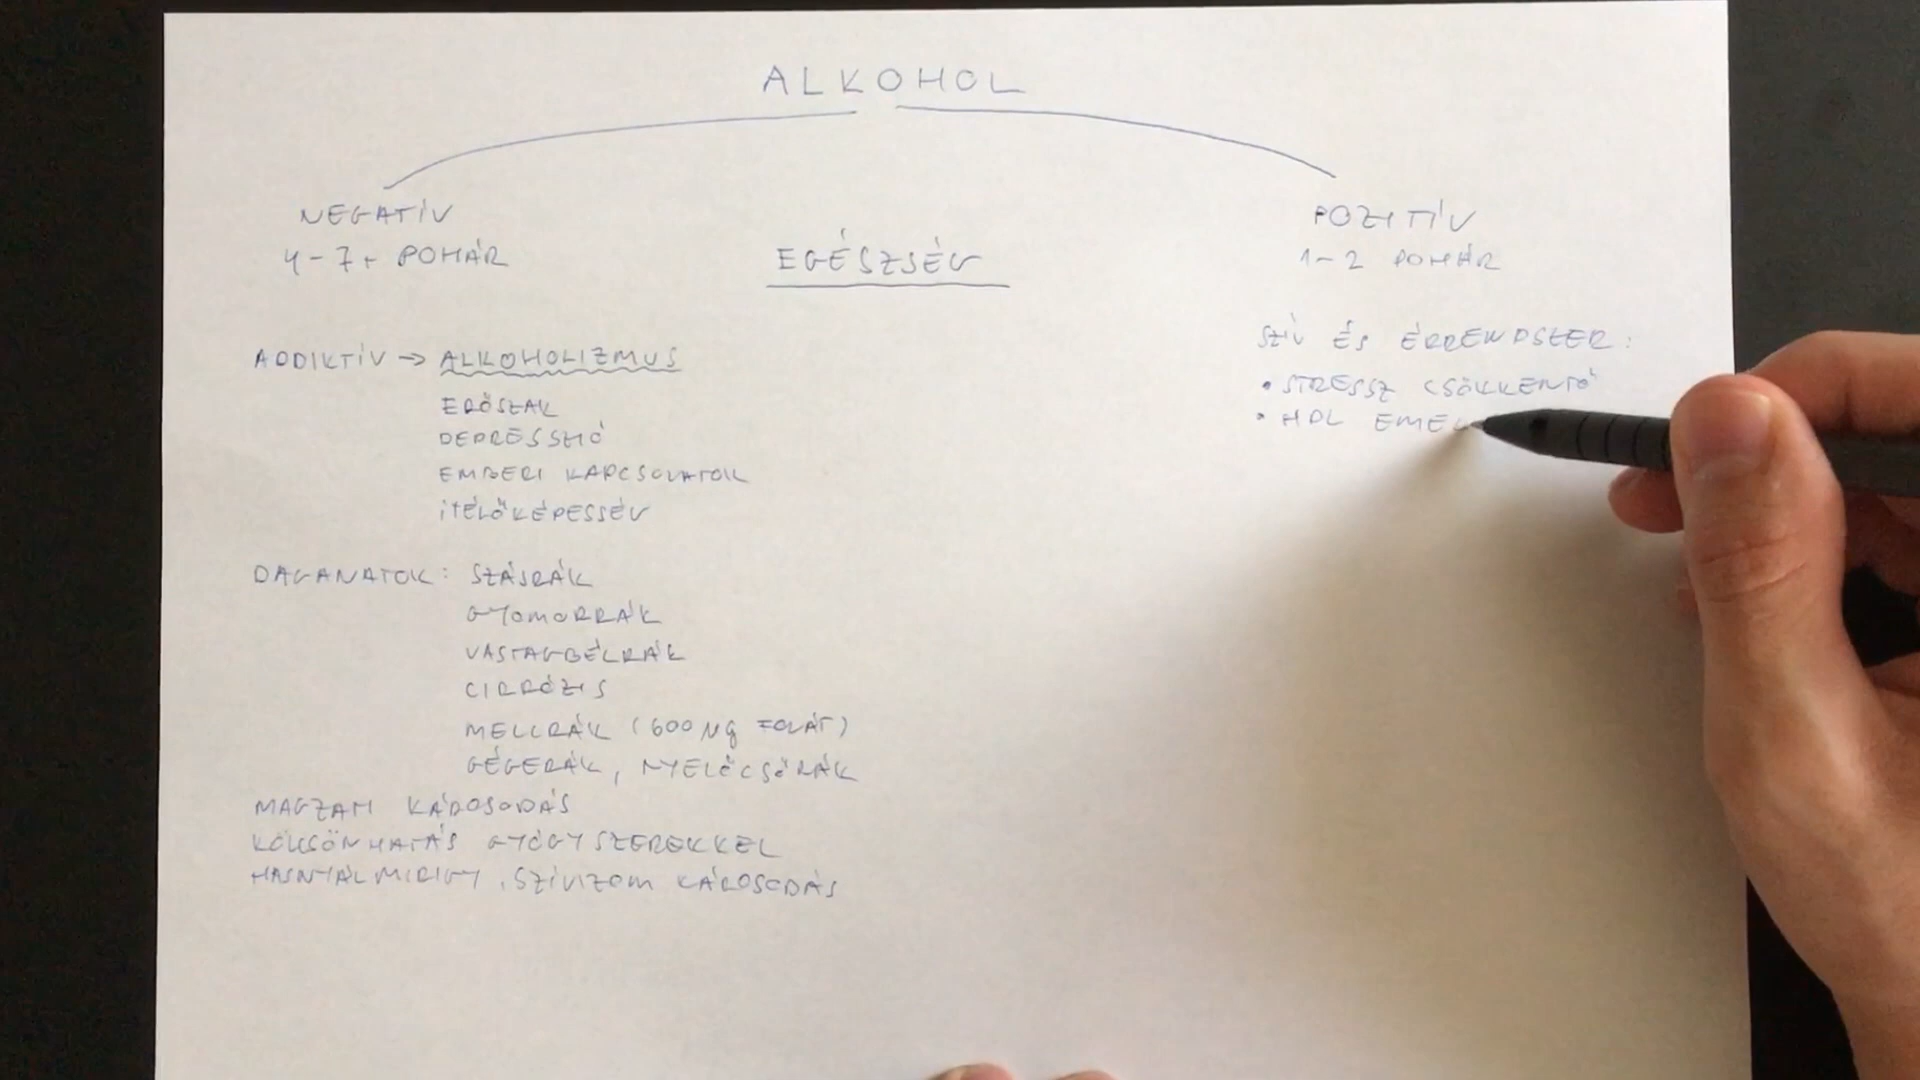 ALKOHOL
NEGATÍV
4-7+ POHÁR
EGÉSZSÉG
POZITÍV
1-2 POHÁR
ADDIKTÍV → ALKOHOLIZMUS
ERŐSZAK
DEPRESSZIÓ
EMBERI KAPCSOLATOK
ÍTÉLŐKÉPESSÉG
DAGANATOK: SZÁJRÁK
GYOMORRÁK
VASTAGBÉLRÁK
CIRRÓZIS
MELLRÁK (600 µg FOLÁT)
GÉGERÁK, NYELŐCSŐRÁK
MAGZATI KÁROSODÁS
KÖLCSÖNHATÁS GYÓGYSZEREKKEL
HASNYÁLMIRIGY, SZÍVIZOM KÁROSODÁS
SZÍV ÉS ÉRRENDSZER:
• STRESSZ CSÖKKENTŐ
• HDL EMEL